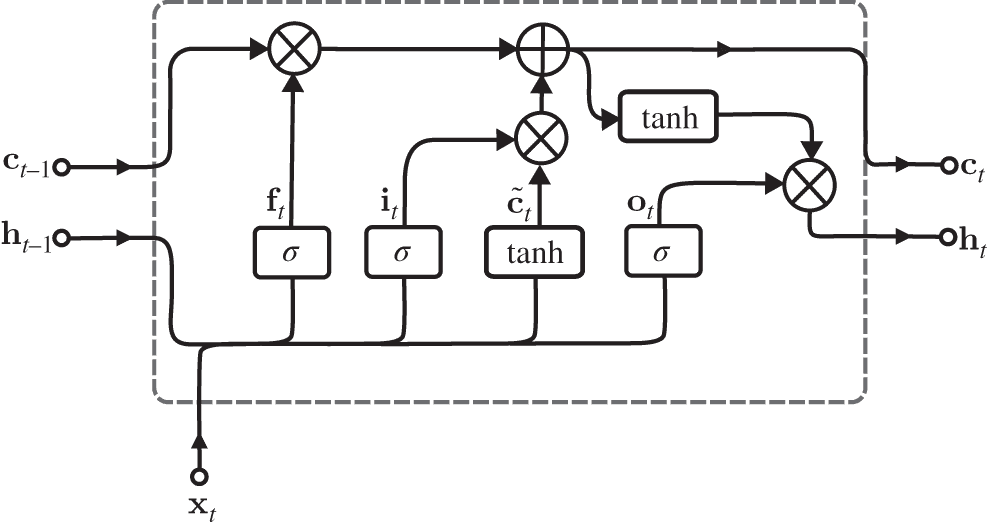 tanh
c_{t−1}
c_t
f_t
i_t
c̃_t
o_t
h_{t−1}
h_t
σ
σ
tanh
σ
x_t